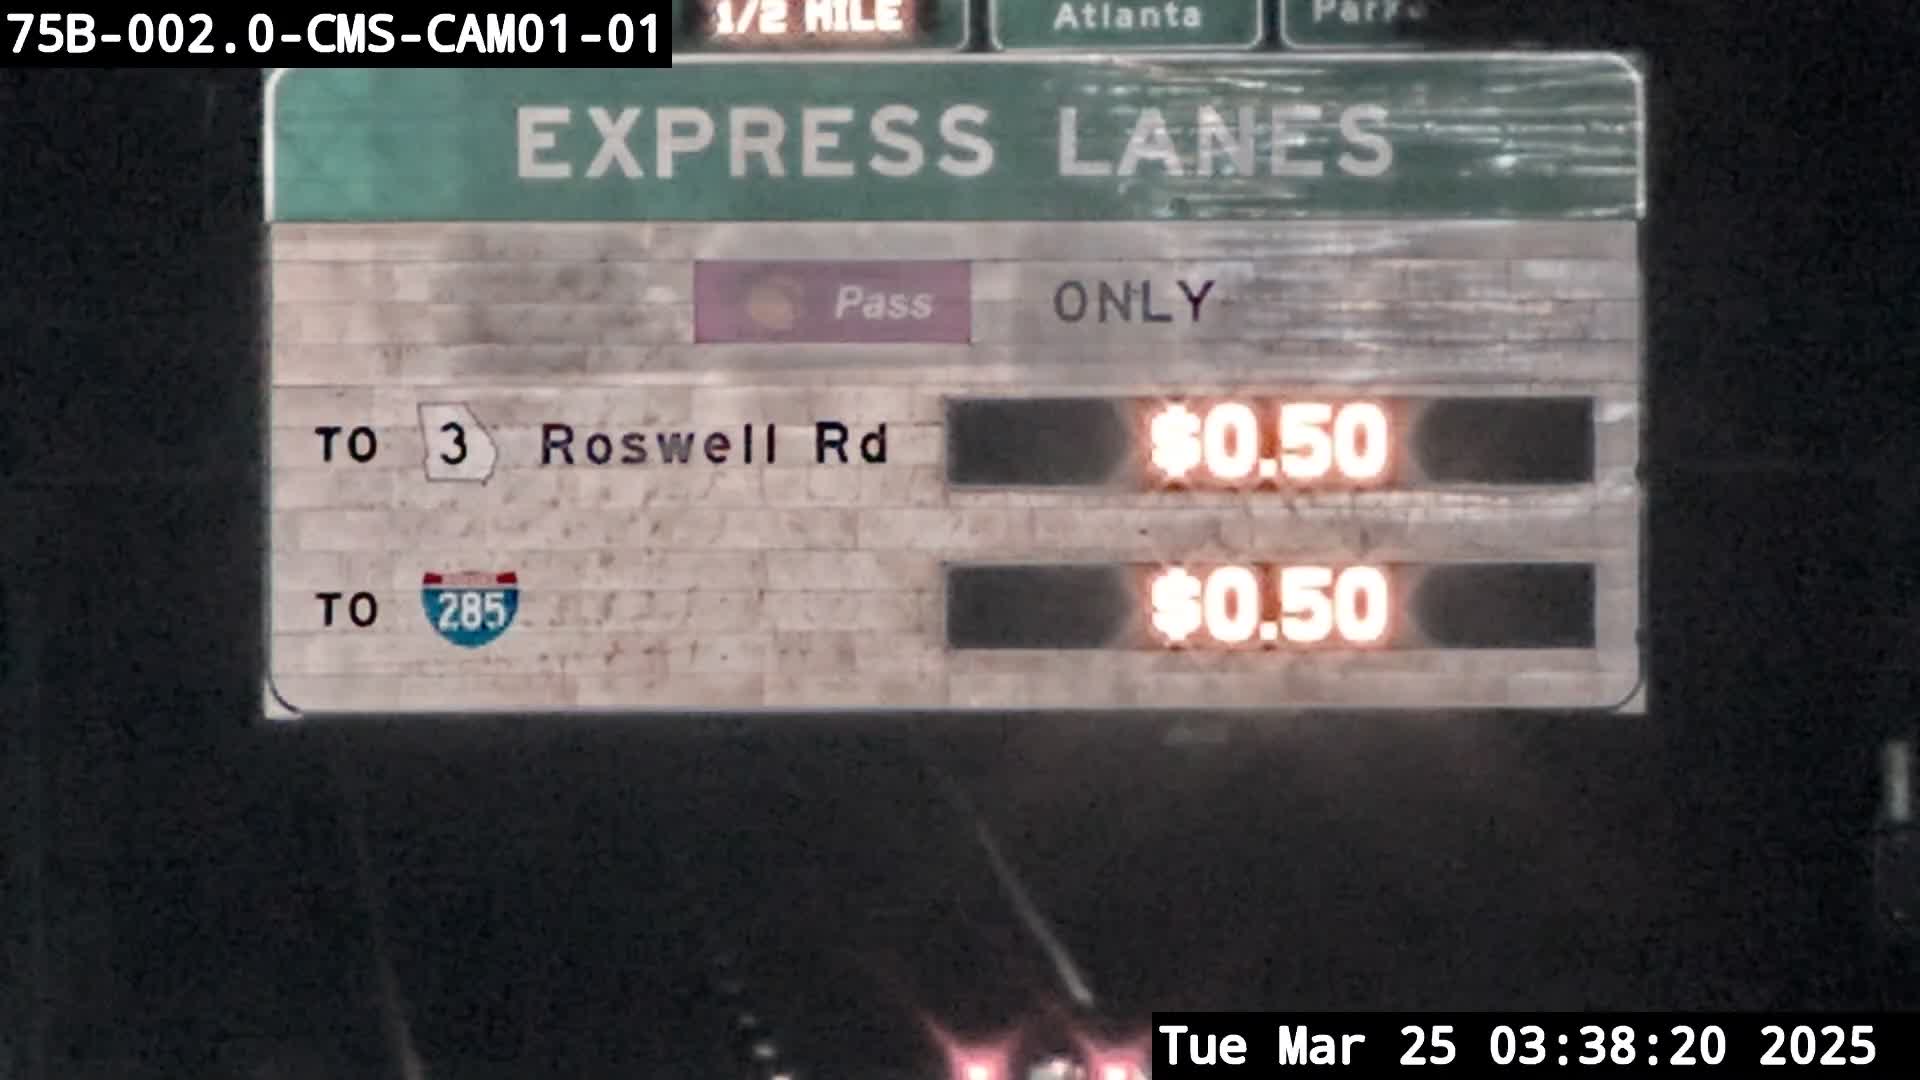 75B-002.0-CMS-CAM01-01
1/2 MILE
Atlanta
EXPRESS LANES
Pass ONLY
TO 3 Roswell Rd $0.50
TO 285 $0.50
Tue Mar 25 03:38:20 2025